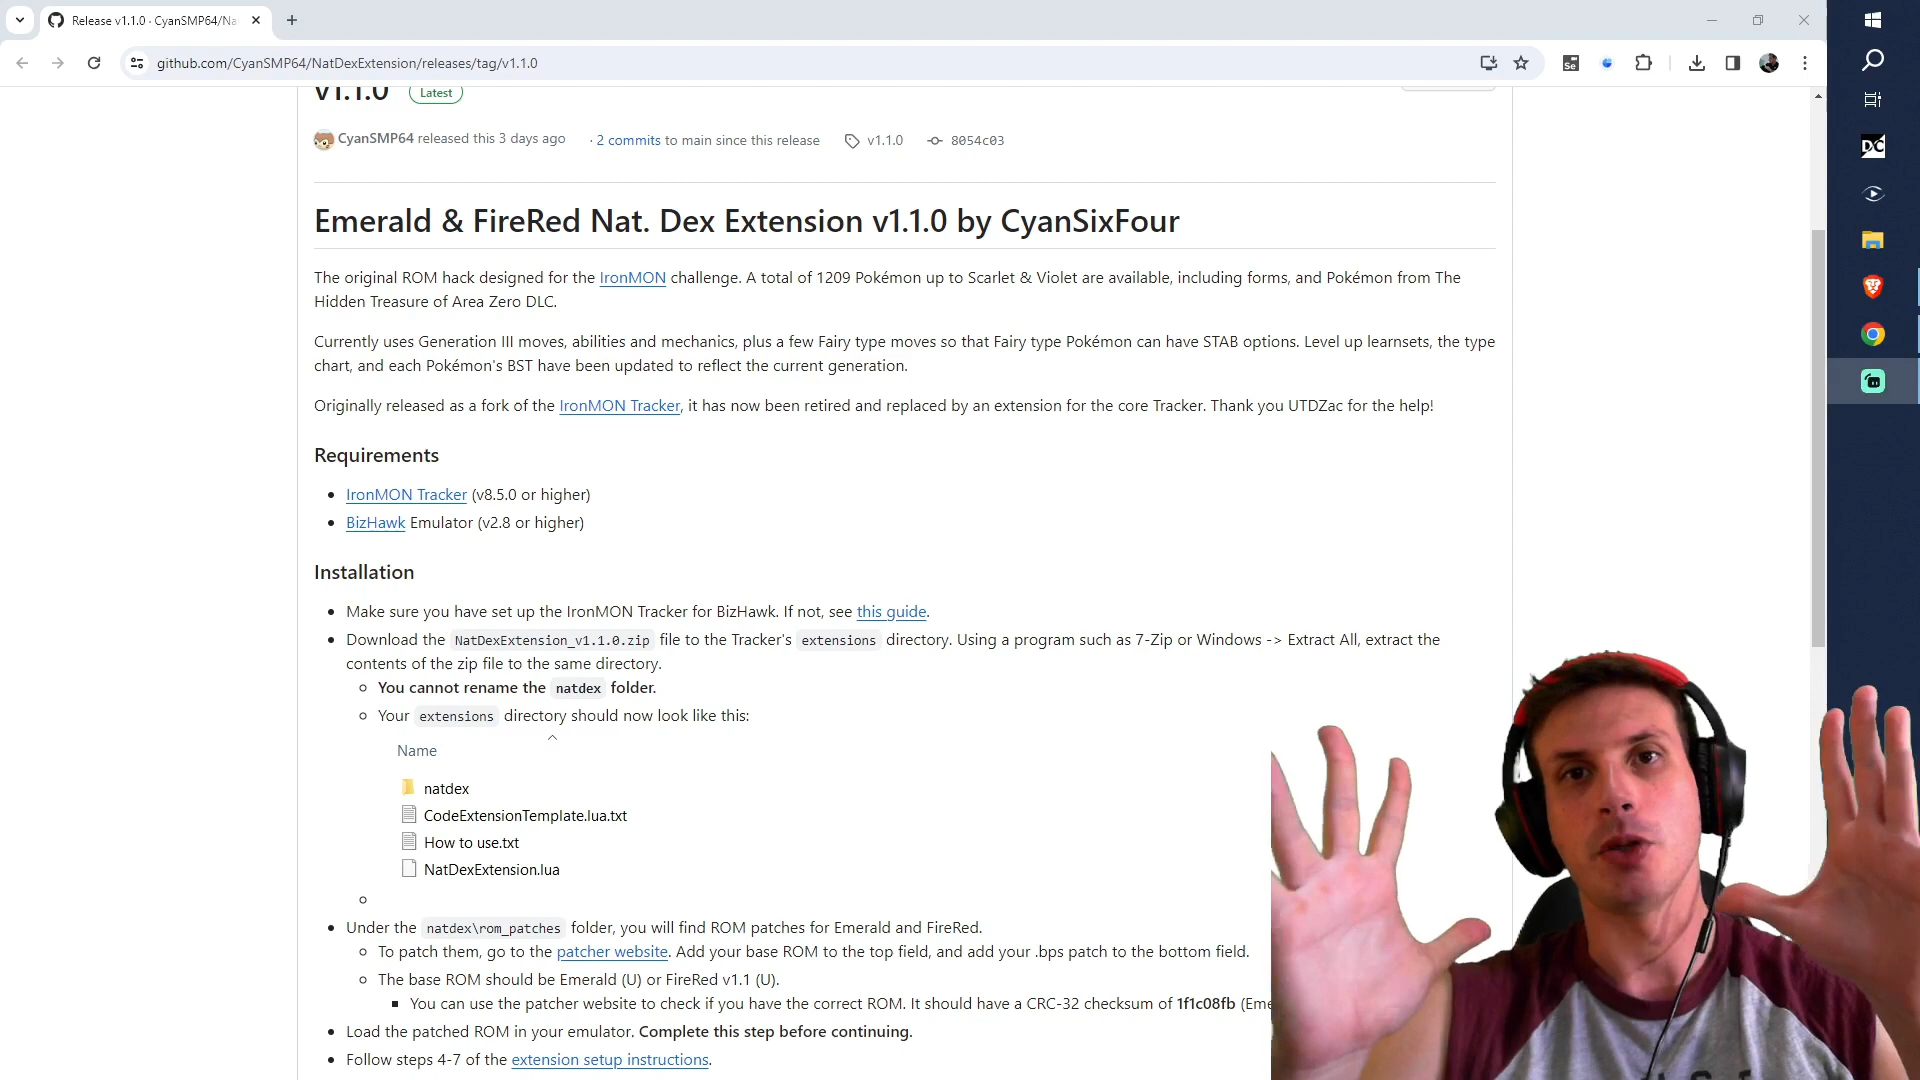 Release v1.1.0 · CyanSMP64/Na
github.com/CyanSMP64/NatDexExtension/releases/tag/v1.1.0
v1.1.0 Latest
CyanSMP64 released this 3 days ago · 2 commits to main since this release v1.1.0 8054c03
Emerald & FireRed Nat. Dex Extension v1.1.0 by CyanSixFour
The original ROM hack designed for the IronMON challenge. A total of 1209 Pokémon up to Scarlet & Violet are available, including forms, and Pokémon from The
Hidden Treasure of Area Zero DLC.
Currently uses Generation III moves, abilities and mechanics, plus a few Fairy type moves so that Fairy type Pokémon can have STAB options. Level up learnsets, the type
chart, and each Pokémon's BST have been updated to reflect the current generation.
Originally released as a fork of the IronMON Tracker, it has now been retired and replaced by an extension for the core Tracker. Thank you UTDZac for the help!
Requirements
• IronMON Tracker (v8.5.0 or higher)
• BizHawk Emulator (v2.8 or higher)
Installation
• Make sure you have set up the IronMON Tracker for BizHawk. If not, see this guide.
• Download the NatDexExtension_v1.1.0.zip file to the Tracker's extensions directory. Using a program such as 7-Zip or Windows -> Extract All, extract the
contents of the zip file to the same directory.
You cannot rename the natdex folder.
Your extensions directory should now look like this:
Name
natdex
CodeExtensionTemplate.lua.txt
How to use.txt
NatDexExtension.lua
• Under the natdex\rom_patches folder, you will find ROM patches for Emerald and FireRed.
To patch them, go to the patcher website. Add your base ROM to the top field, and add your .bps patch to the bottom field.
The base ROM should be Emerald (U) or FireRed v1.1 (U).
You can use the patcher website to check if you have the correct ROM. It should have a CRC-32 checksum of 1f1c08fb (Eme
• Load the patched ROM in your emulator. Complete this step before continuing.
• Follow steps 4-7 of the extension setup instructions.
Se
DC